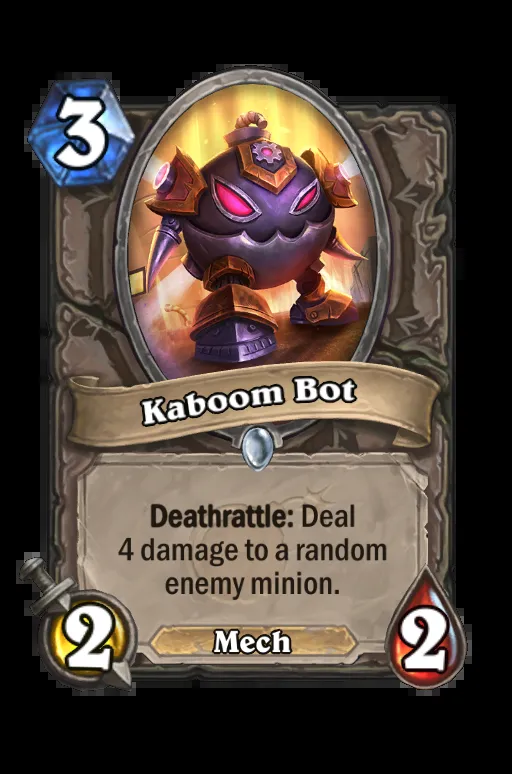 3
Kaboom Bot
Deathrattle: Deal
4 damage to a random
enemy minion.
2
Mech
2